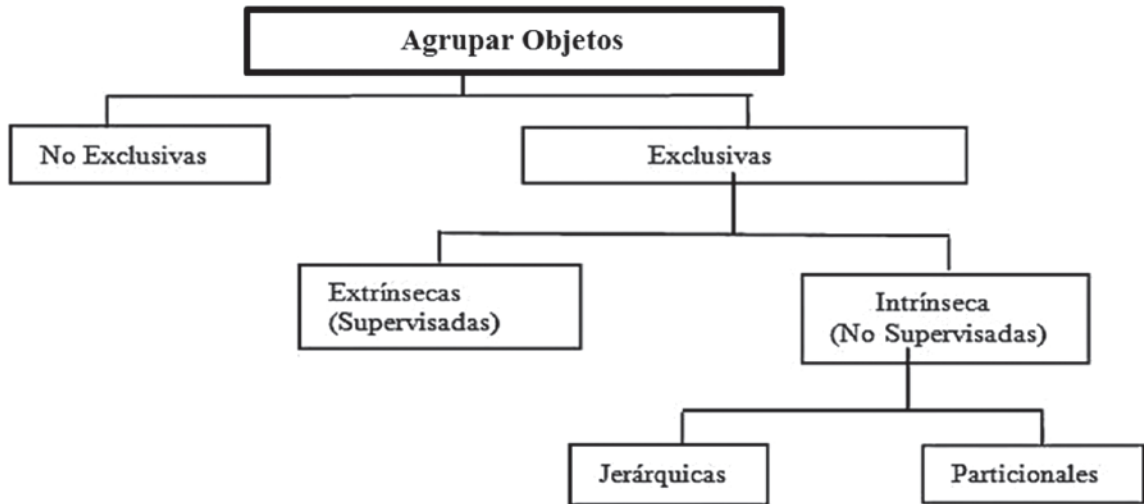 Agrupar Objetos
No Exclusivas
Exclusivas
Extrínsecas
(Supervisadas)
Intrínseca
(No Supervisadas)
Jerárquicas
Particionales